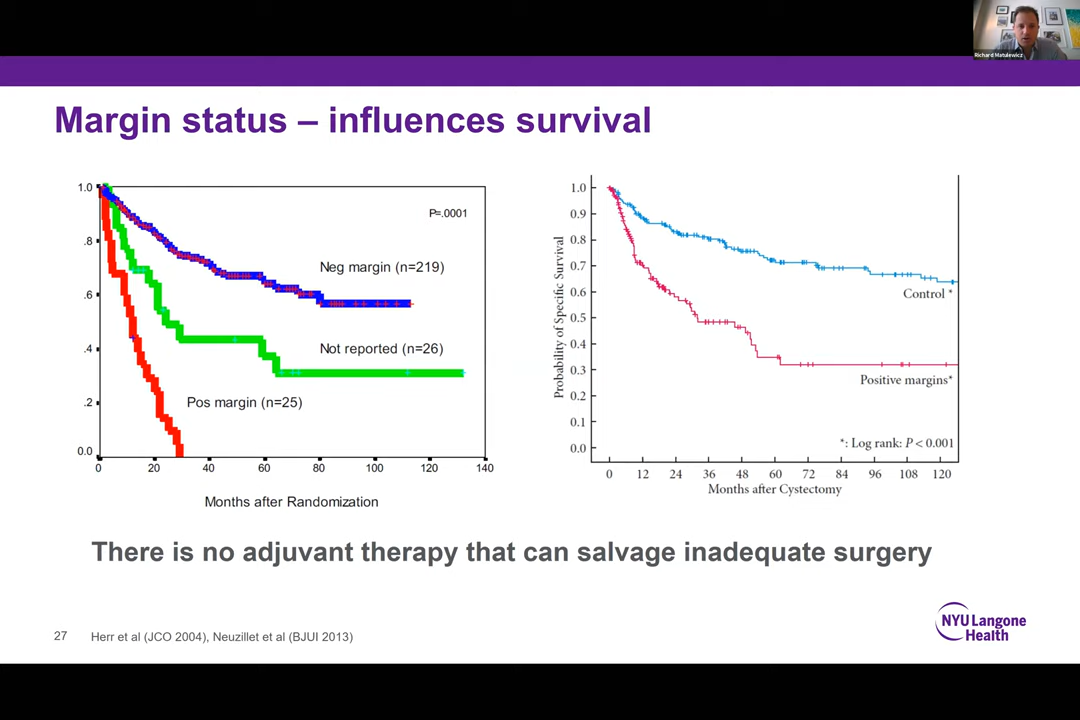 Richard Matulewicz
Margin status – influences survival
1.0
.8
.6
.4
.2
0.0
P=.0001
Neg margin (n=219)
Not reported (n=26)
Pos margin (n=25)
0 20 40 60 80 100 120 140
Months after Randomization
Probability of Specific Survival
1.0
0.9
0.8
0.7
0.6
0.5
0.4
0.3
0.2
0.1
0.0
Control *
Positive margins*
*: Log rank: P < 0.001
0 12 24 36 48 60 72 84 96 108 120
Months after Cystectomy
There is no adjuvant therapy that can salvage inadequate surgery
27 Herr et al (JCO 2004), Neuzillet et al (BJUI 2013)
NYU Langone
Health